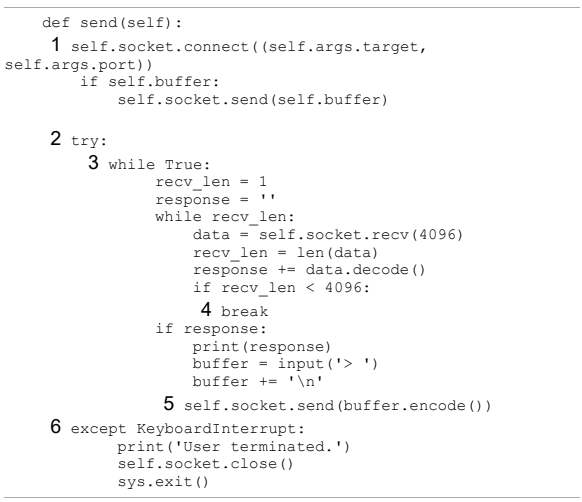 def send(self):
1 self.socket.connect((self.args.target,
self.args.port))
if self.buffer:
self.socket.send(self.buffer)
2 try:
3 while True:
recv_len = 1
response = ''
while recv_len:
data = self.socket.recv(4096)
recv_len = len(data)
response += data.decode()
if recv_len < 4096:
4 break
if response:
print(response)
buffer = input('> ')
buffer += '\n'
5 self.socket.send(buffer.encode())
6 except KeyboardInterrupt:
print('User terminated.')
self.socket.close()
sys.exit()